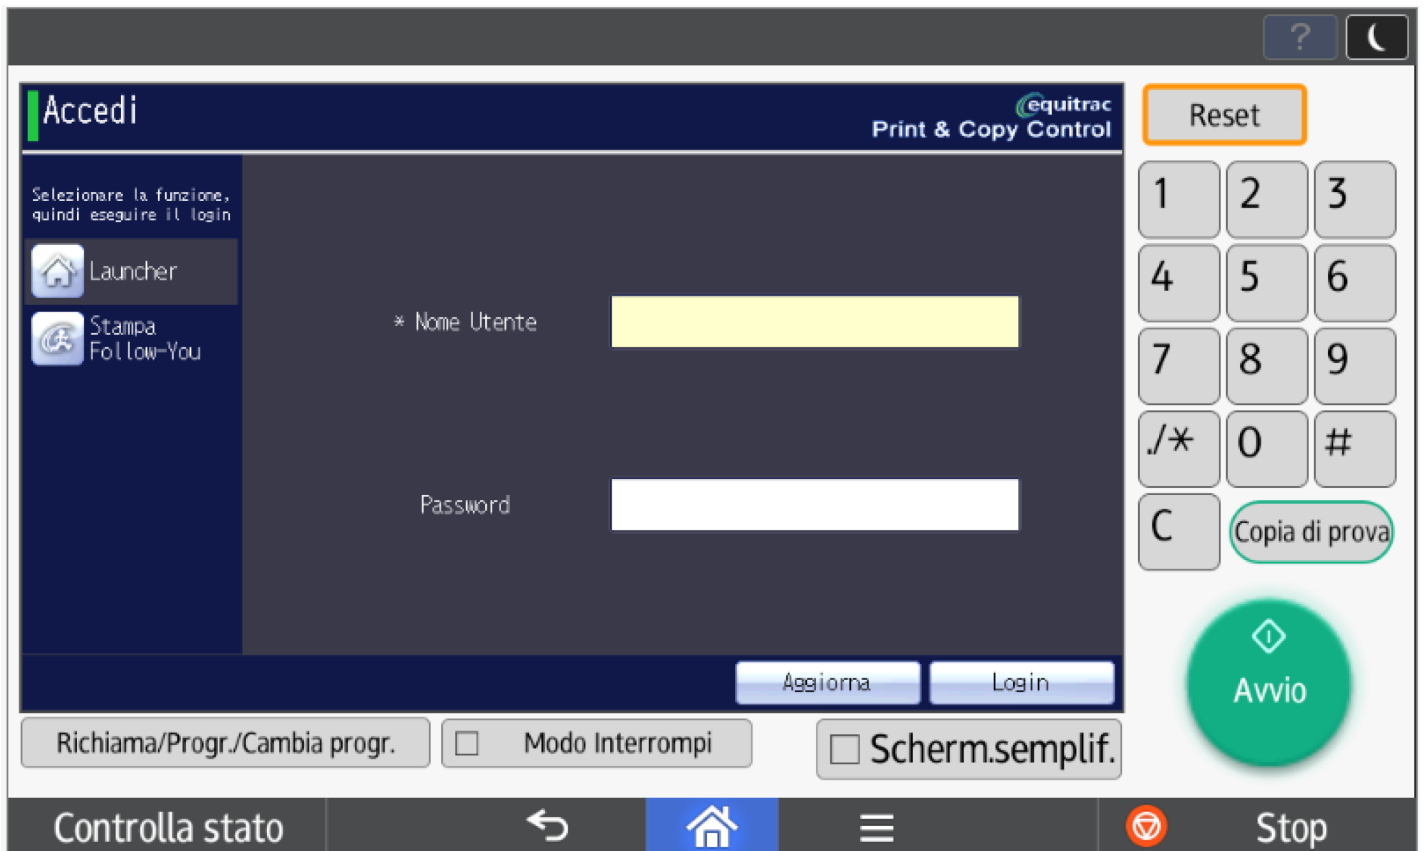 ?
Accedi
equitrac
Print & Copy Control
Reset
Selezionare la funzione,
quindi eseguire il login
Launcher
Stampa
Follow-You
* Nome Utente
Password
Aggiorna
Login
1 2 3
4 5 6
7 8 9
./* 0 #
C
Copia di prova
Avvio
Richiama/Progr./Cambia progr.
Modo Interrompi
Scherm.semplif.
Controlla stato
Stop